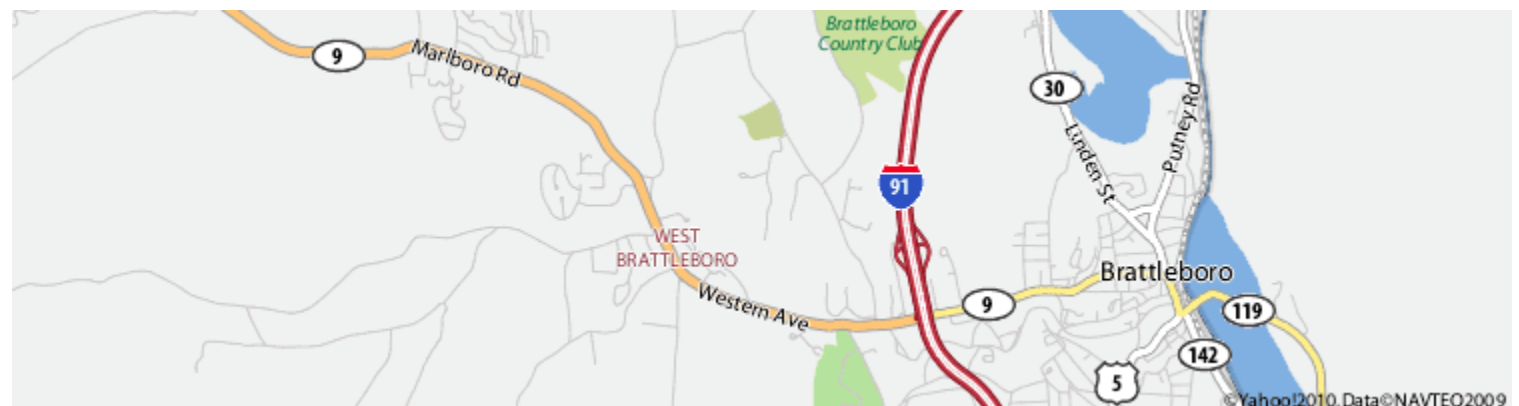 Brattleboro
Country Club
9
Marlboro Rd
30
Linden St
Putney Rd
91
WEST
BRATTLEBORO
Brattleboro
Western Ave
9
119
142
5
©Yahoo!2010, Data©NAVTEQ2009